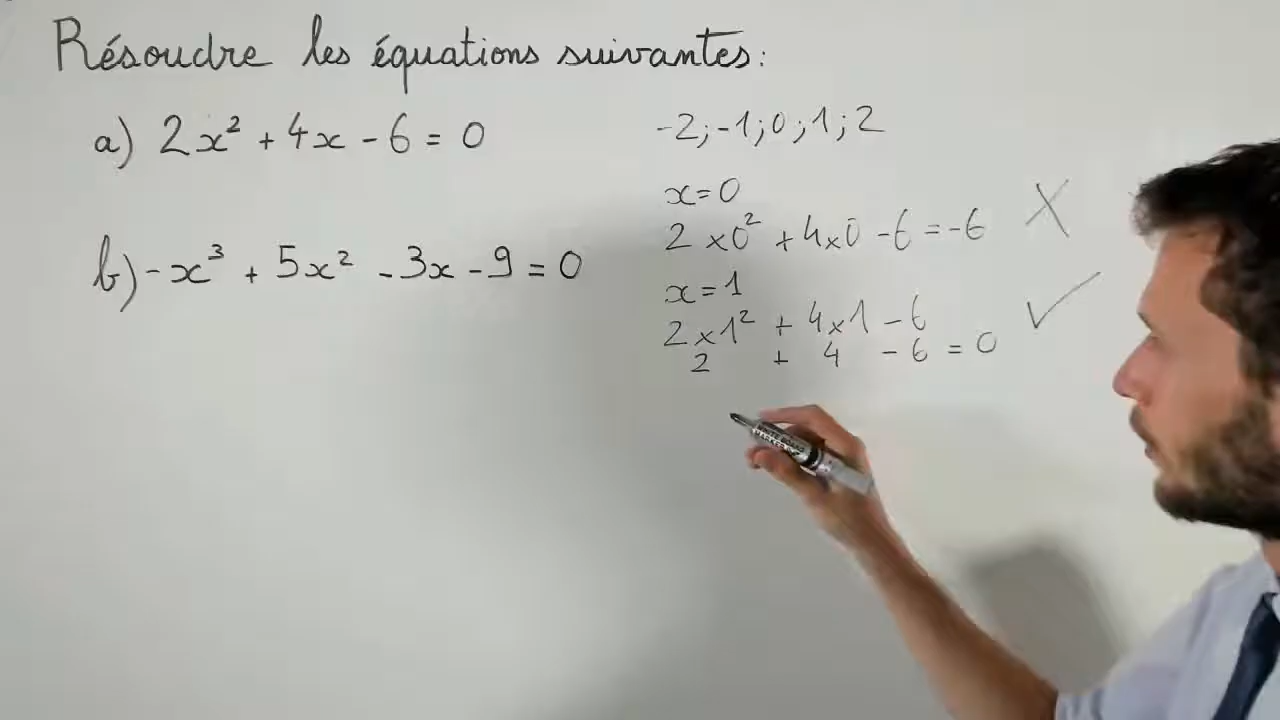 Résoudre les équations suivantes:
a) 2x² + 4x - 6 = 0
b) -x³ + 5x² - 3x - 9 = 0
-2; -1; 0; 1; 2
x=0
2 × 0² + 4×0 - 6 = -6 X
x=1
2 × 1² + 4×1 - 6 ✓
2 + 4 - 6 = 0